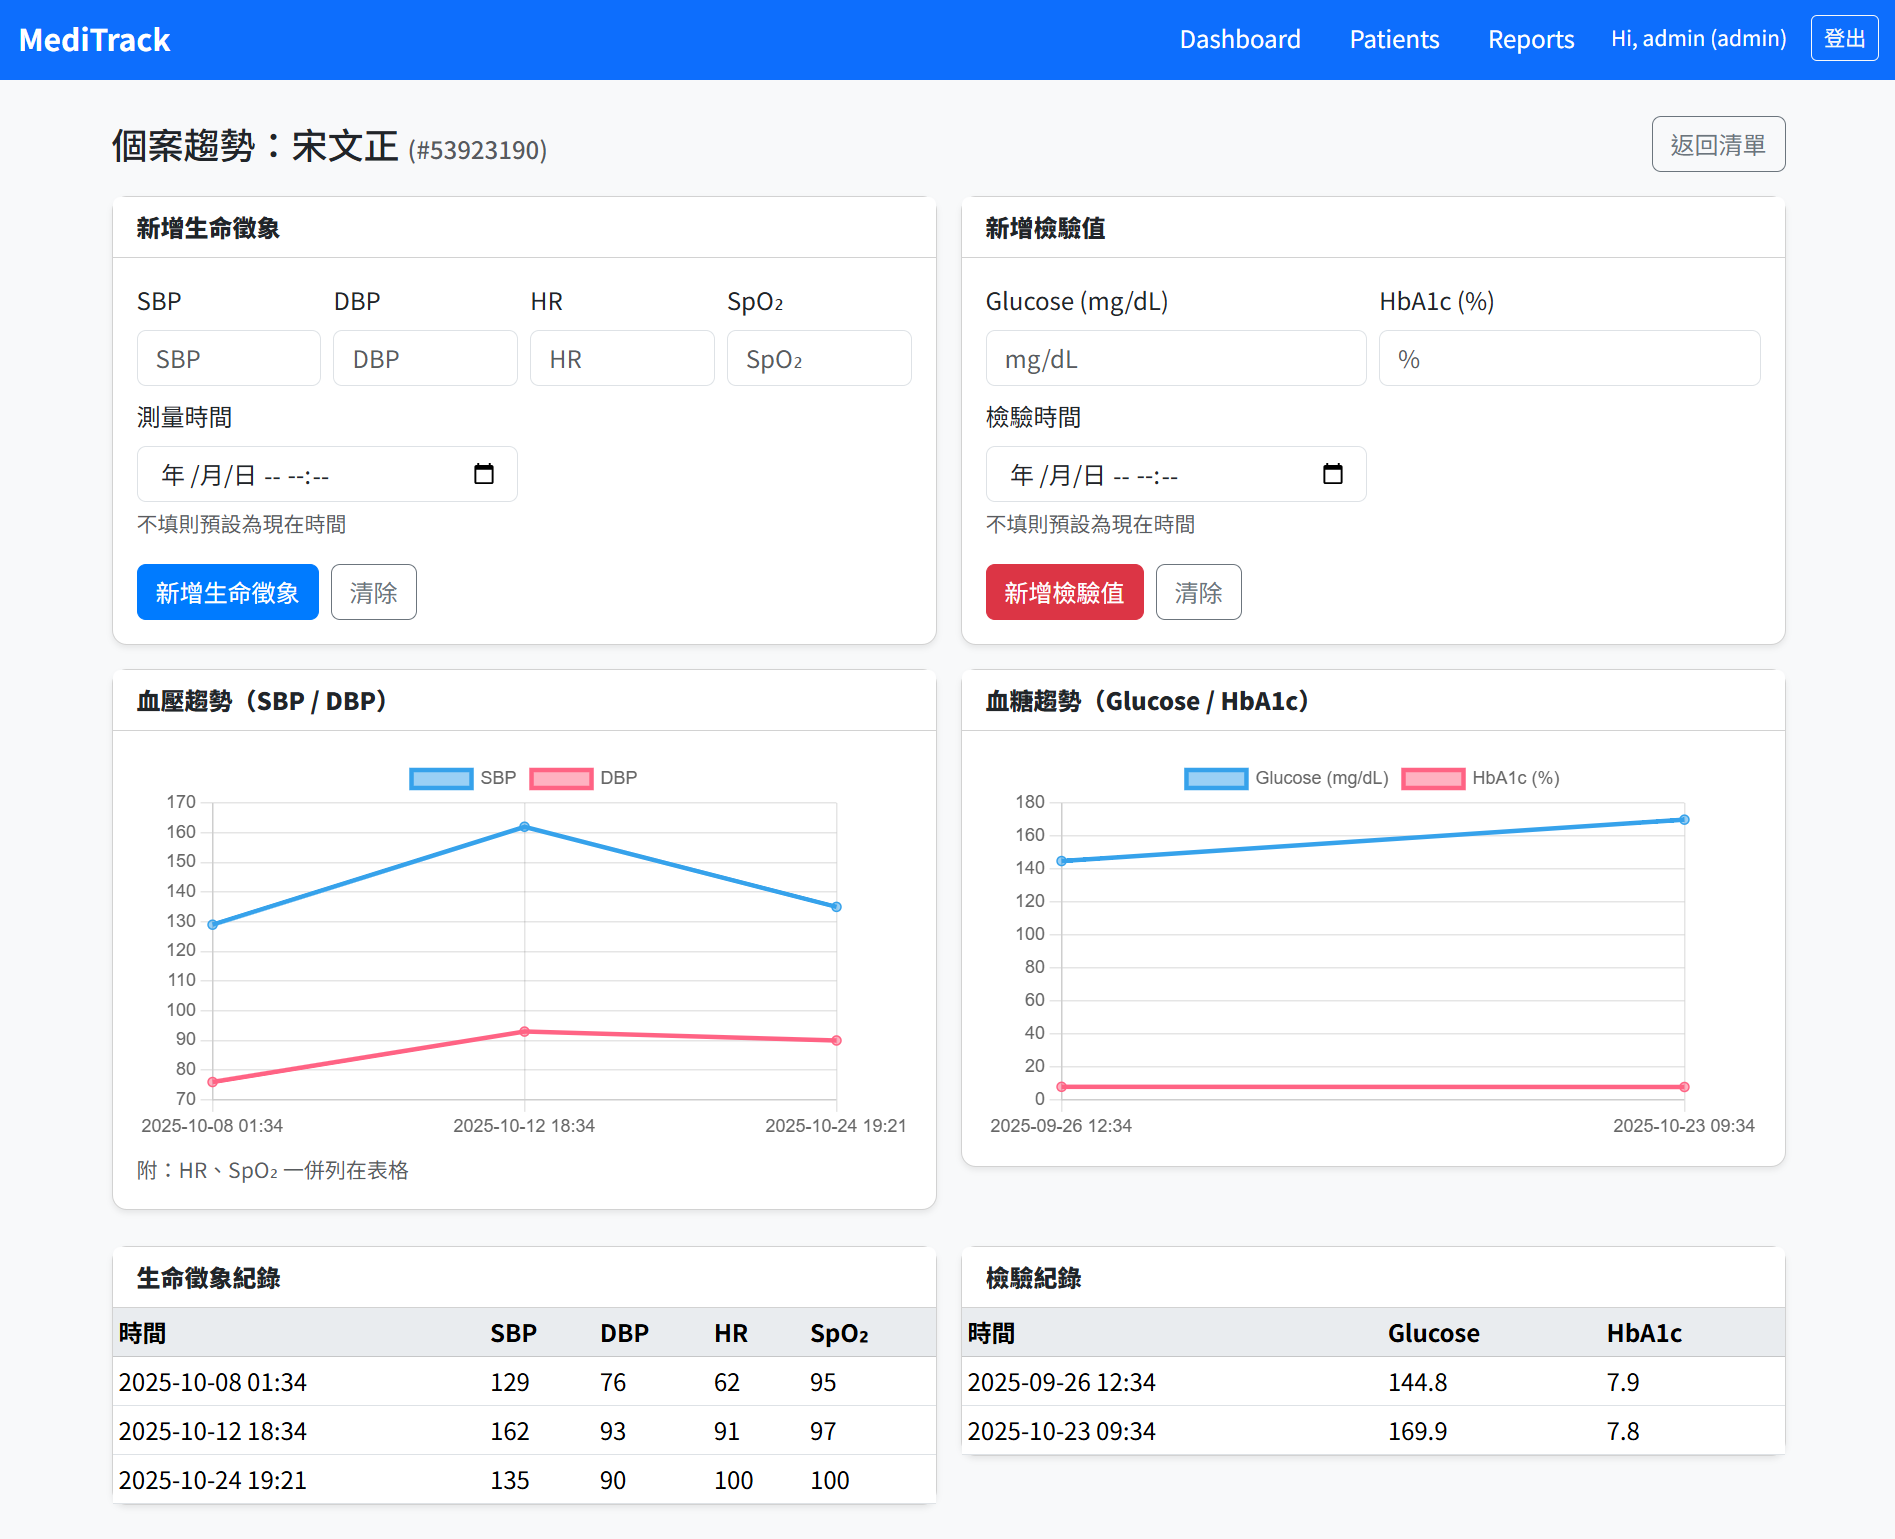 MediTrack
Dashboard Patients Reports Hi, admin (admin) 登出
個案趨勢：宋文正 (#53923190)
返回清單
新增生命徵象
SBP DBP HR SpO₂
SBP DBP HR SpO₂
測量時間
年 /月/日 -- --:--
不填則預設為現在時間
新增生命徵象 清除
新增檢驗值
Glucose (mg/dL) HbA1c (%)
mg/dL %
檢驗時間
年 /月/日 -- --:--
不填則預設為現在時間
新增檢驗值 清除
血壓趨勢（SBP / DBP）
SBP DBP
170
160
150
140
130
120
110
100
90
80
70
2025-10-08 01:34 2025-10-12 18:34 2025-10-24 19:21
附：HR、SpO₂ 一併列在表格
血糖趨勢（Glucose / HbA1c）
Glucose (mg/dL) HbA1c (%)
180
160
140
120
100
80
60
40
20
0
2025-09-26 12:34 2025-10-23 09:34
生命徵象紀錄
時間 SBP DBP HR SpO₂
2025-10-08 01:34 129 76 62 95
2025-10-12 18:34 162 93 91 97
2025-10-24 19:21 135 90 100 100
檢驗紀錄
時間 Glucose HbA1c
2025-09-26 12:34 144.8 7.9
2025-10-23 09:34 169.9 7.8